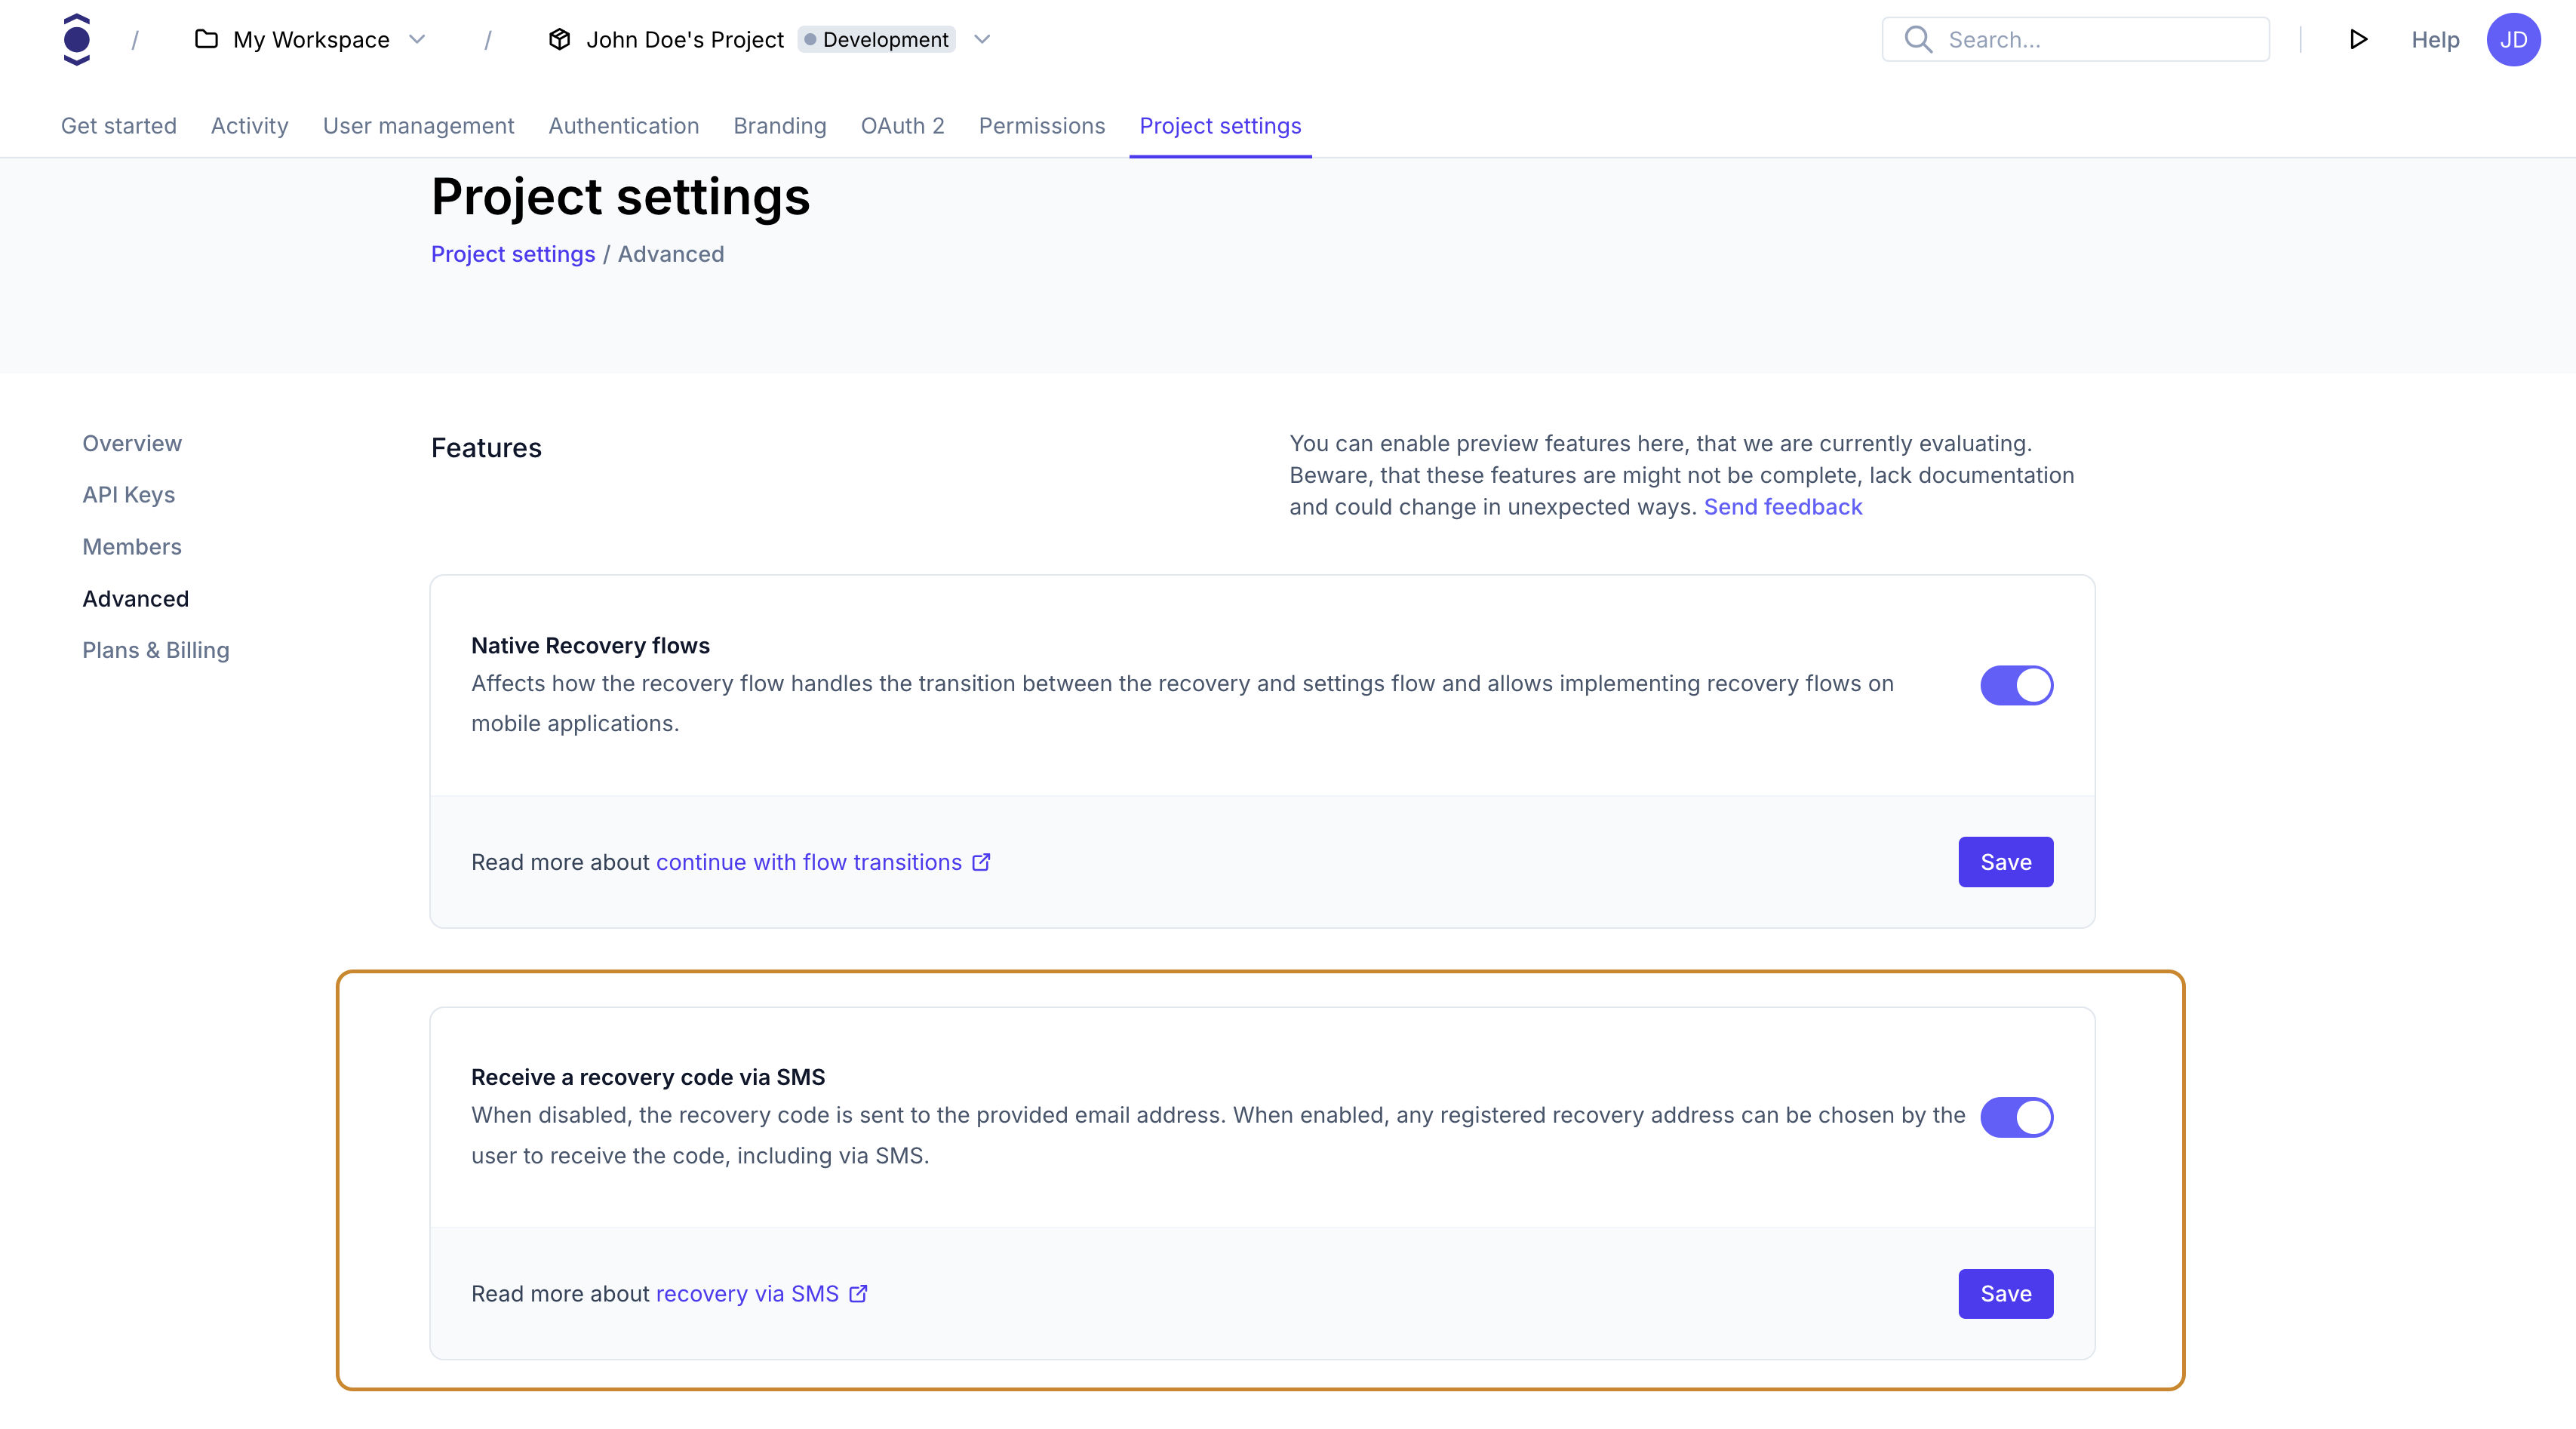 / My Workspace / John Doe's Project Development Search... Help JD
Get started Activity User management Authentication Branding OAuth 2 Permissions Project settings
Project settings
Project settings / Advanced
Overview
API Keys
Members
Advanced
Plans & Billing
Features
You can enable preview features here, that we are currently evaluating.
Beware, that these features are might not be complete, lack documentation
and could change in unexpected ways. Send feedback
Native Recovery flows
Affects how the recovery flow handles the transition between the recovery and settings flow and allows implementing recovery flows on
mobile applications.
Read more about continue with flow transitions
Save
Receive a recovery code via SMS
When disabled, the recovery code is sent to the provided email address. When enabled, any registered recovery address can be chosen by the
user to receive the code, including via SMS.
Read more about recovery via SMS
Save